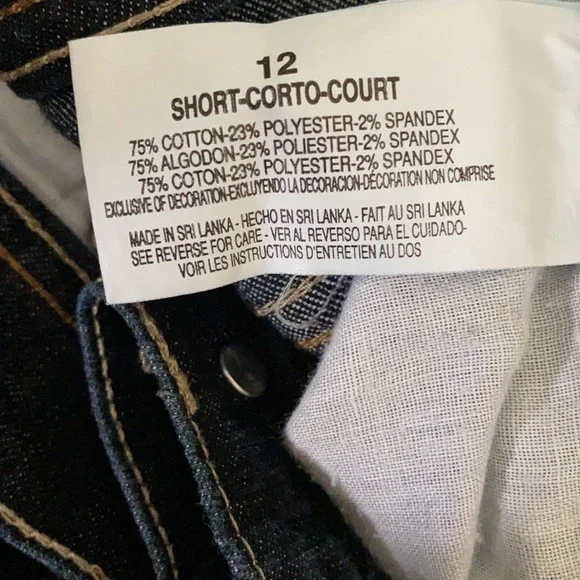 12
SHORT-CORTO-COURT
75% COTTON-23% POLYESTER-2% SPANDEX
75% ALGODON-23% POLIESTER-2% SPANDEX
75% COTON-23% POLYESTER-2% SPANDEX
EXCLUSIVE OF DECORATION-EXCLUYENDO LA DECORACION-DÉCORATION NON COMPRISE
MADE IN SRI LANKA - HECHO EN SRI LANKA - FAIT AU SRI LANKA
SEE REVERSE FOR CARE - VER AL REVERSO PARA EL CUIDADO-
VOIR LES INSTRUCTIONS D'ENTRETIEN AU DOS